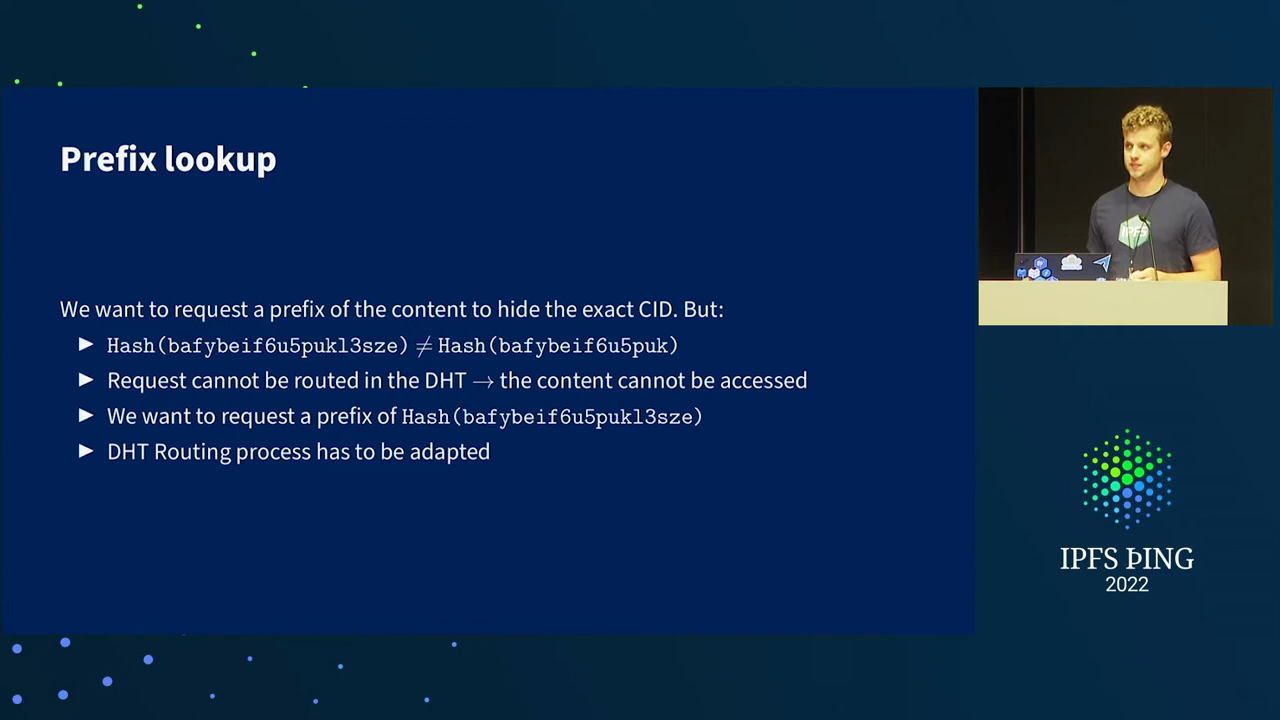 Prefix lookup
We want to request a prefix of the content to hide the exact CID. But:
► Hash(bafybeif6u5pukl3sze) ≠ Hash(bafybeif6u5puk)
► Request cannot be routed in the DHT → the content cannot be accessed
► We want to request a prefix of Hash(bafybeif6u5pukl3sze)
► DHT Routing process has to be adapted
IPFS
IPFS ÞING
2022